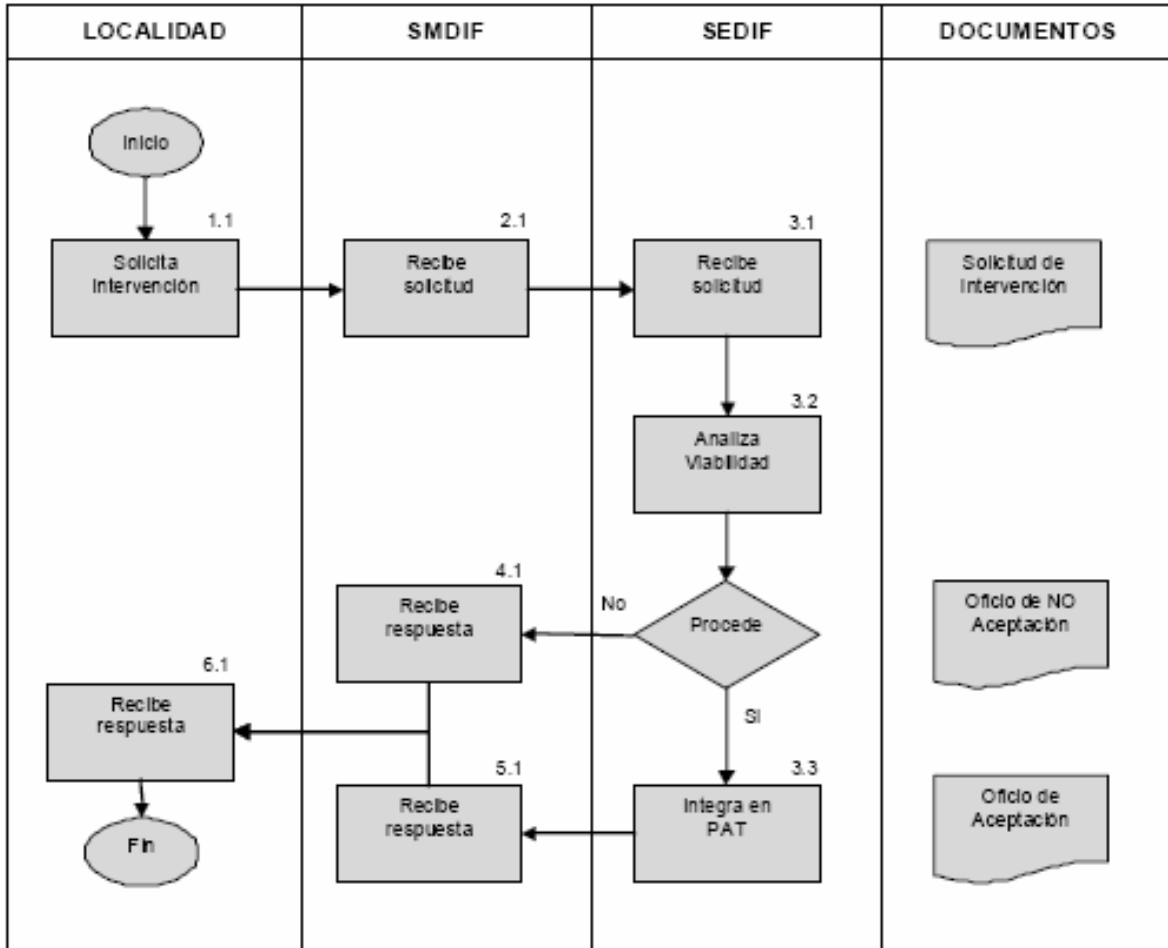 LOCALIDAD
SMDIF
SEDIF
DOCUMENTOS
Inicio
1.1
Solicita
Intervención
2.1
Recibe
solicitud
3.1
Recibe
solicitud
Solicitud de
Intervención
3.2
Analiza
Viabilidad
4.1
Recibe
respuesta
No
Procede
Oficio de NO
Aceptación
6.1
Recibe
respuesta
Si
5.1
Recibe
respuesta
3.3
Integra en
PAT
Oficio de
Aceptación
Fin